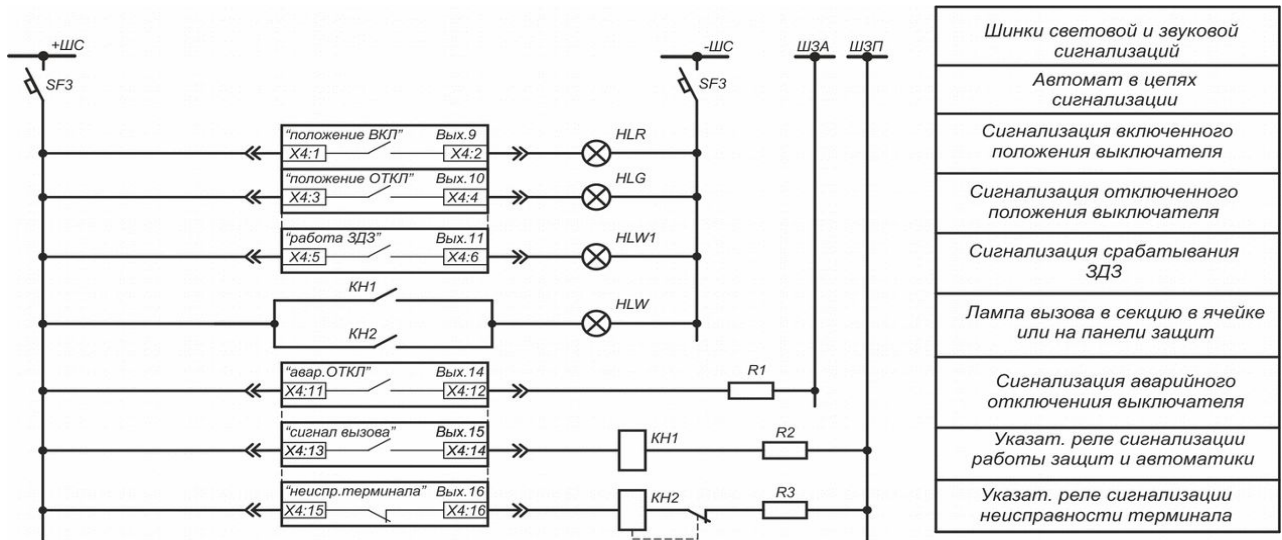 +ШС
-ШС
ШЗА
ШЗП
SF3
SF3
Шинки световой и звуковой
сигнализаций
Автомат в цепях
сигнализации
"положение ВКЛ" Вых.9
X4:1 X4:2
HLR
Сигнализация включенного
положения выключателя
"положение ОТКЛ" Вых.10
X4:3 X4:4
HLG
Сигнализация отключенного
положения выключателя
"работа ЗДЗ" Вых.11
X4:5 X4:6
HLW1
Сигнализация срабатывания
ЗДЗ
КН1
КН2
HLW
Лампа вызова в секцию в ячейке
или на панели защит
"авар.ОТКЛ" Вых.14
X4:11 X4:12
R1
Сигнализация аварийного
отключениия выключателя
"сигнал вызова" Вых.15
X4:13 X4:14
КН1
R2
Указат. реле сигнализации
работы защит и автоматики
"неиспр.терминала" Вых.16
X4:15 X4:16
КН2
R3
Указат. реле сигнализации
неисправности терминала